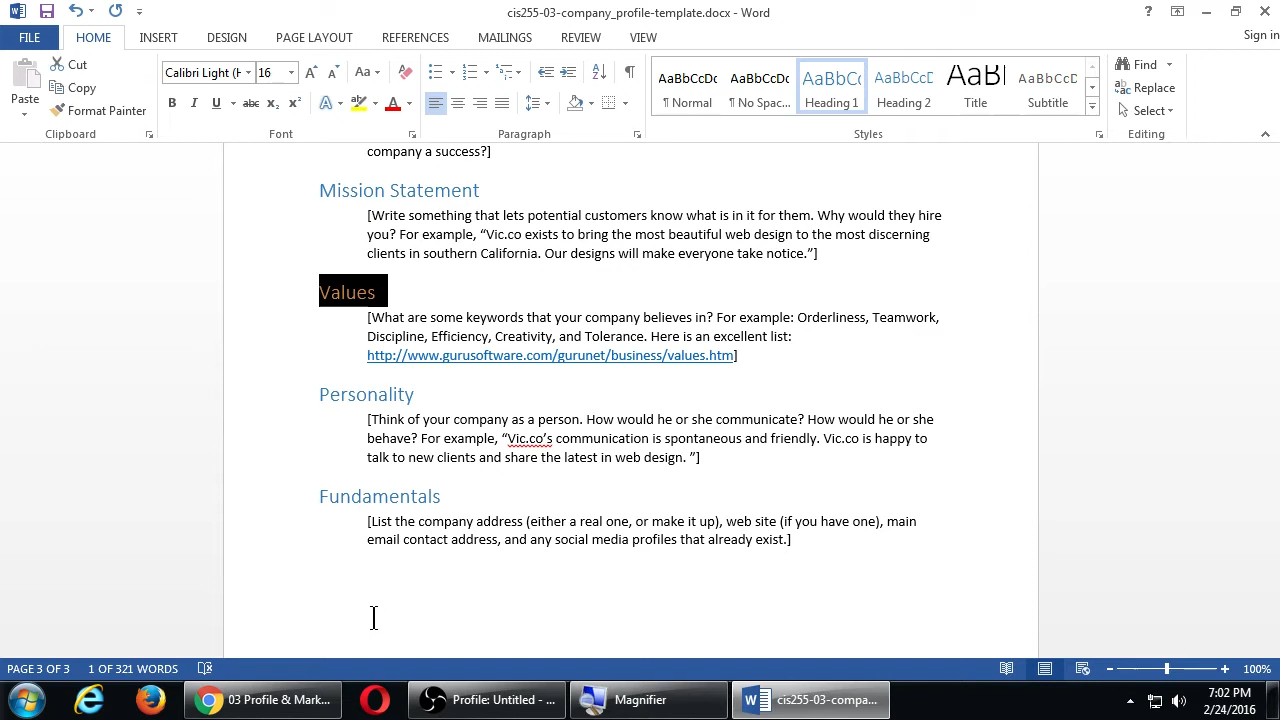 cis255-03-company_profile-template.docx - Word
FILE HOME INSERT DESIGN PAGE LAYOUT REFERENCES MAILINGS REVIEW VIEW Sign in
Paste Cut Copy Format Painter
Calibri Light (H 16 Aa
B I U abc x₂ x² A A
AaBbCcDc AaBbCcDc AaBbCc AaBbCcD AaB AaBbCcD
¶ Normal ¶ No Spac... Heading 1 Heading 2 Title Subtitle
Find Replace Select
Clipboard Font Paragraph Styles Editing
company a success?]
Mission Statement
[Write something that lets potential customers know what is in it for them. Why would they hire
you? For example, “Vic.co exists to bring the most beautiful web design to the most discerning
clients in southern California. Our designs will make everyone take notice.”]
Values
[What are some keywords that your company believes in? For example: Orderliness, Teamwork,
Discipline, Efficiency, Creativity, and Tolerance. Here is an excellent list:
http://www.gurusoftware.com/gurunet/business/values.htm]
Personality
[Think of your company as a person. How would he or she communicate? How would he or she
behave? For example, “Vic.co’s communication is spontaneous and friendly. Vic.co is happy to
talk to new clients and share the latest in web design. ”]
Fundamentals
[List the company address (either a real one, or make it up), web site (if you have one), main
email contact address, and any social media profiles that already exist.]
PAGE 3 OF 3 1 OF 321 WORDS 100%
03 Profile & Mark... Profile: Untitled - ... Magnifier cis255-03-compa... 7:02 PM
2/24/2016